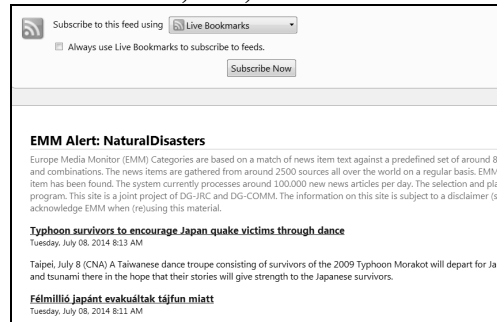 Subscribe to this feed using Live Bookmarks
Always use Live Bookmarks to subscribe to feeds.
Subscribe Now
EMM Alert: NaturalDisasters
Europe Media Monitor (EMM) Categories are based on a match of news item text against a predefined set of around 8
and combinations. The news items are gathered from around 2500 sources all over the world on a regular basis. EMM
item has been found. The system currently processes around 100.000 new news articles per day. The selection and pla
program. This site is a joint project of DG-JRC and DG-COMM. The information on this site is subject to a disclaimer (s
acknowledge EMM when (re)using this material.
Typhoon survivors to encourage Japan quake victims through dance
Tuesday, July 08, 2014 8:13 AM
Taipei, July 8 (CNA) A Taiwanese dance troupe consisting of survivors of the 2009 Typhoon Morakot will depart for Ja
and tsunami there in the hope that their stories will give strength to the Japanese survivors.
Félmillió japánt evakuáltak tájfun miatt
Tuesday, July 08, 2014 8:11 AM